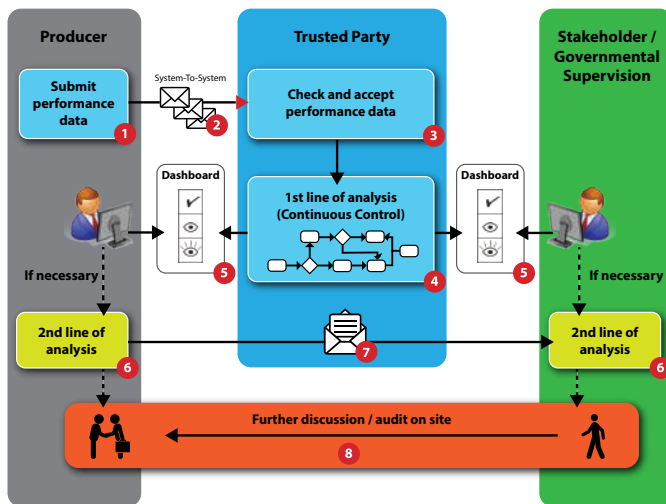 Producer
Trusted Party
Stakeholder /
Governmental
Supervision
Submit
performance
data
1
System-To-System
2
Check and accept
performance data
3
Dashboard
5
1st line of analysis
(Continuous Control)
4
Dashboard
5
If necessary
If necessary
2nd line of
analysis
6
7
2nd line of
analysis
6
Further discussion / audit on site
8